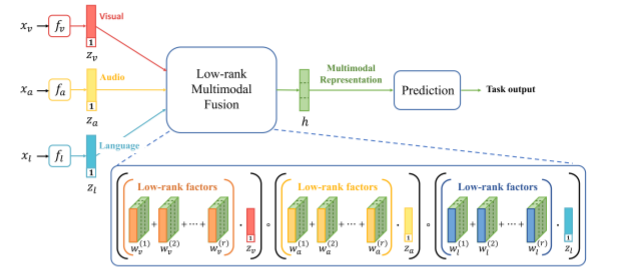 x_v f_v 1 z_v Visual
x_a f_a 1 z_a Audio
x_l f_l 1 z_l Language
Low-rank
Multimodal
Fusion
h
Multimodal
Representation
Prediction
Task output
Low-rank factors Low-rank factors Low-rank factors
+ + ⋯ + · 1 ∘ + + ⋯ + · 1 ∘ + + ⋯ + · 1
w_v^(1) w_v^(2) w_v^(r) z_v w_a^(1) w_a^(2) w_a^(r) z_a w_l^(1) w_l^(2) w_l^(r) z_l